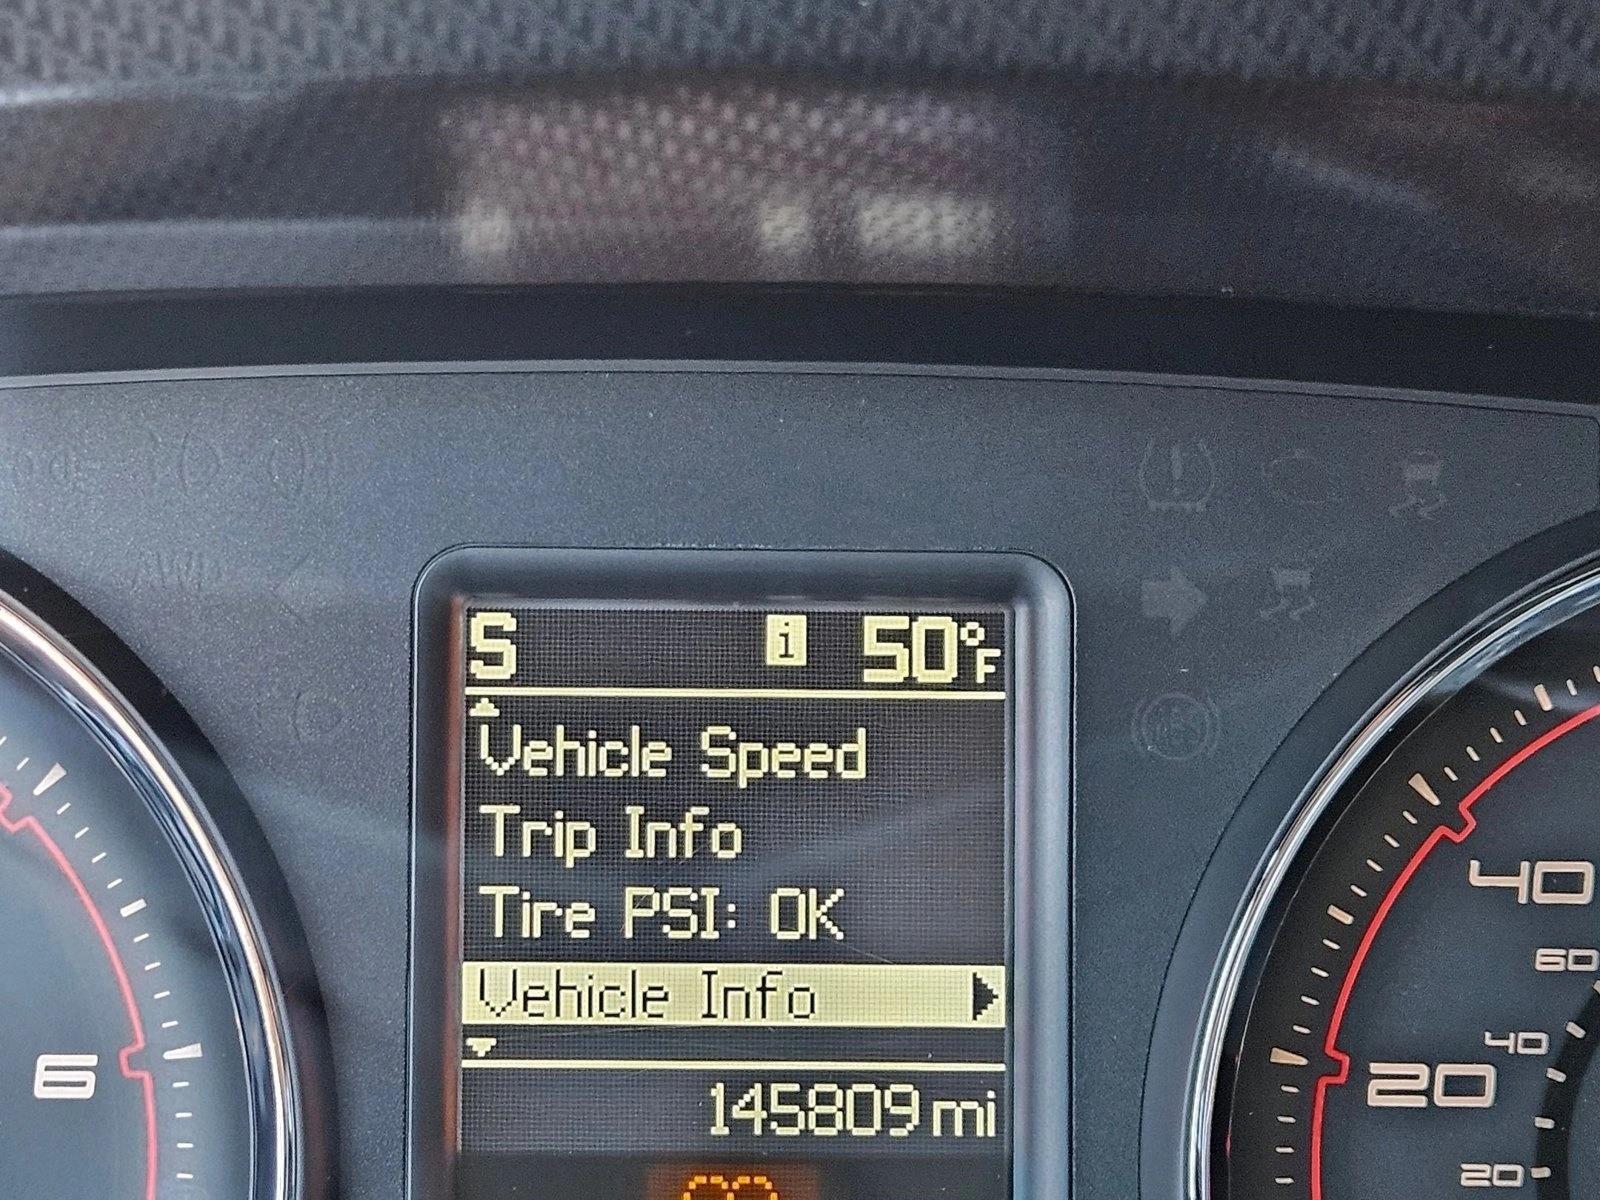 S i 50°F
Vehicle Speed
Trip Info
Tire PSI: OK
Vehicle Info
145809 mi
6
40
60
40
20
20